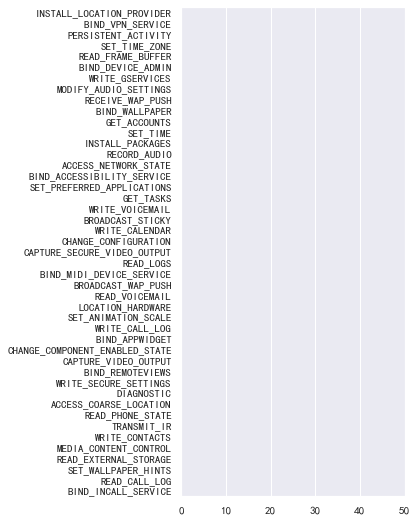 INSTALL_LOCATION_PROVIDER
BIND_VPN_SERVICE
PERSISTENT_ACTIVITY
SET_TIME_ZONE
READ_FRAME_BUFFER
BIND_DEVICE_ADMIN
WRITE_GSERVICES
MODIFY_AUDIO_SETTINGS
RECEIVE_WAP_PUSH
BIND_WALLPAPER
GET_ACCOUNTS
SET_TIME
INSTALL_PACKAGES
RECORD_AUDIO
ACCESS_NETWORK_STATE
BIND_ACCESSIBILITY_SERVICE
SET_PREFERRED_APPLICATIONS
GET_TASKS
WRITE_VOICEMAIL
BROADCAST_STICKY
WRITE_CALENDAR
CHANGE_CONFIGURATION
CAPTURE_SECURE_VIDEO_OUTPUT
READ_LOGS
BIND_MIDI_DEVICE_SERVICE
BROADCAST_WAP_PUSH
READ_VOICEMAIL
LOCATION_HARDWARE
SET_ANIMATION_SCALE
WRITE_CALL_LOG
BIND_APPWIDGET
CHANGE_COMPONENT_ENABLED_STATE
CAPTURE_VIDEO_OUTPUT
BIND_REMOTEVIEWS
WRITE_SECURE_SETTINGS
DIAGNOSTIC
ACCESS_COARSE_LOCATION
READ_PHONE_STATE
TRANSMIT_IR
WRITE_CONTACTS
MEDIA_CONTENT_CONTROL
READ_EXTERNAL_STORAGE
SET_WALLPAPER_HINTS
READ_CALL_LOG
BIND_INCALL_SERVICE
0 10 20 30 40 50